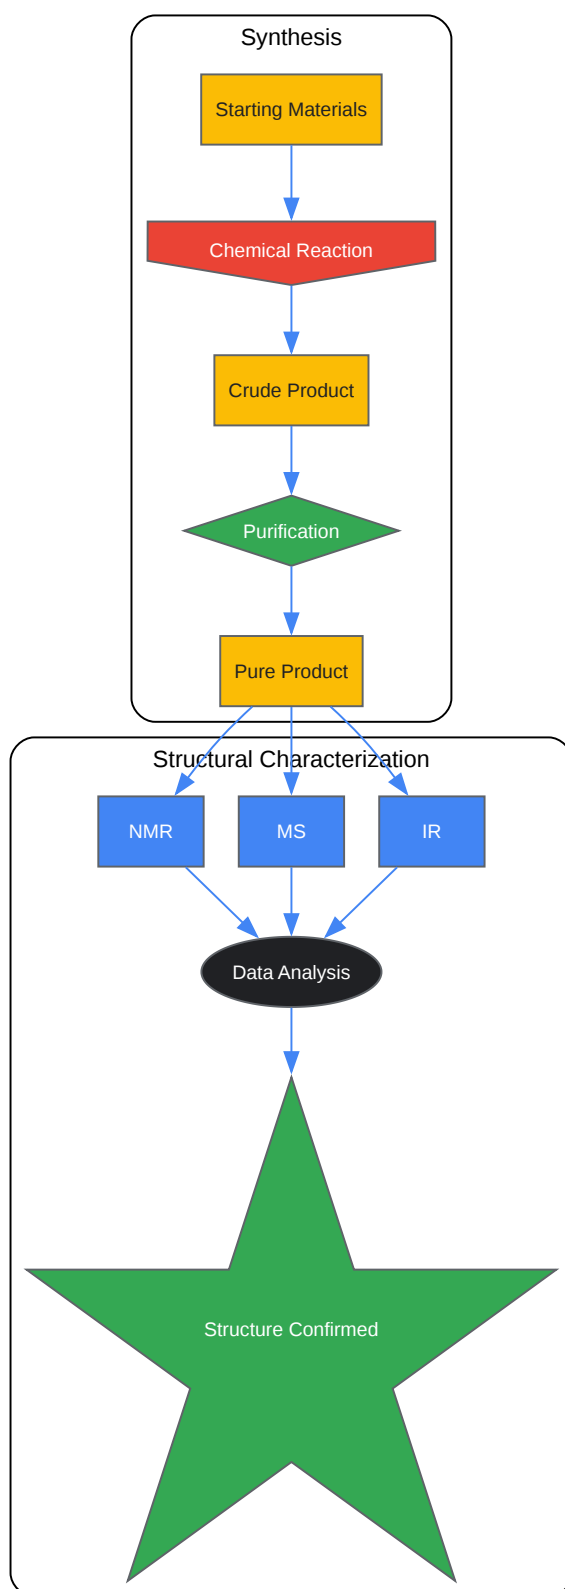 Synthesis
Starting Materials
Chemical Reaction
Crude Product
Purification
Pure Product
Structural Characterization
NMR
MS
IR
Data Analysis
Structure Confirmed